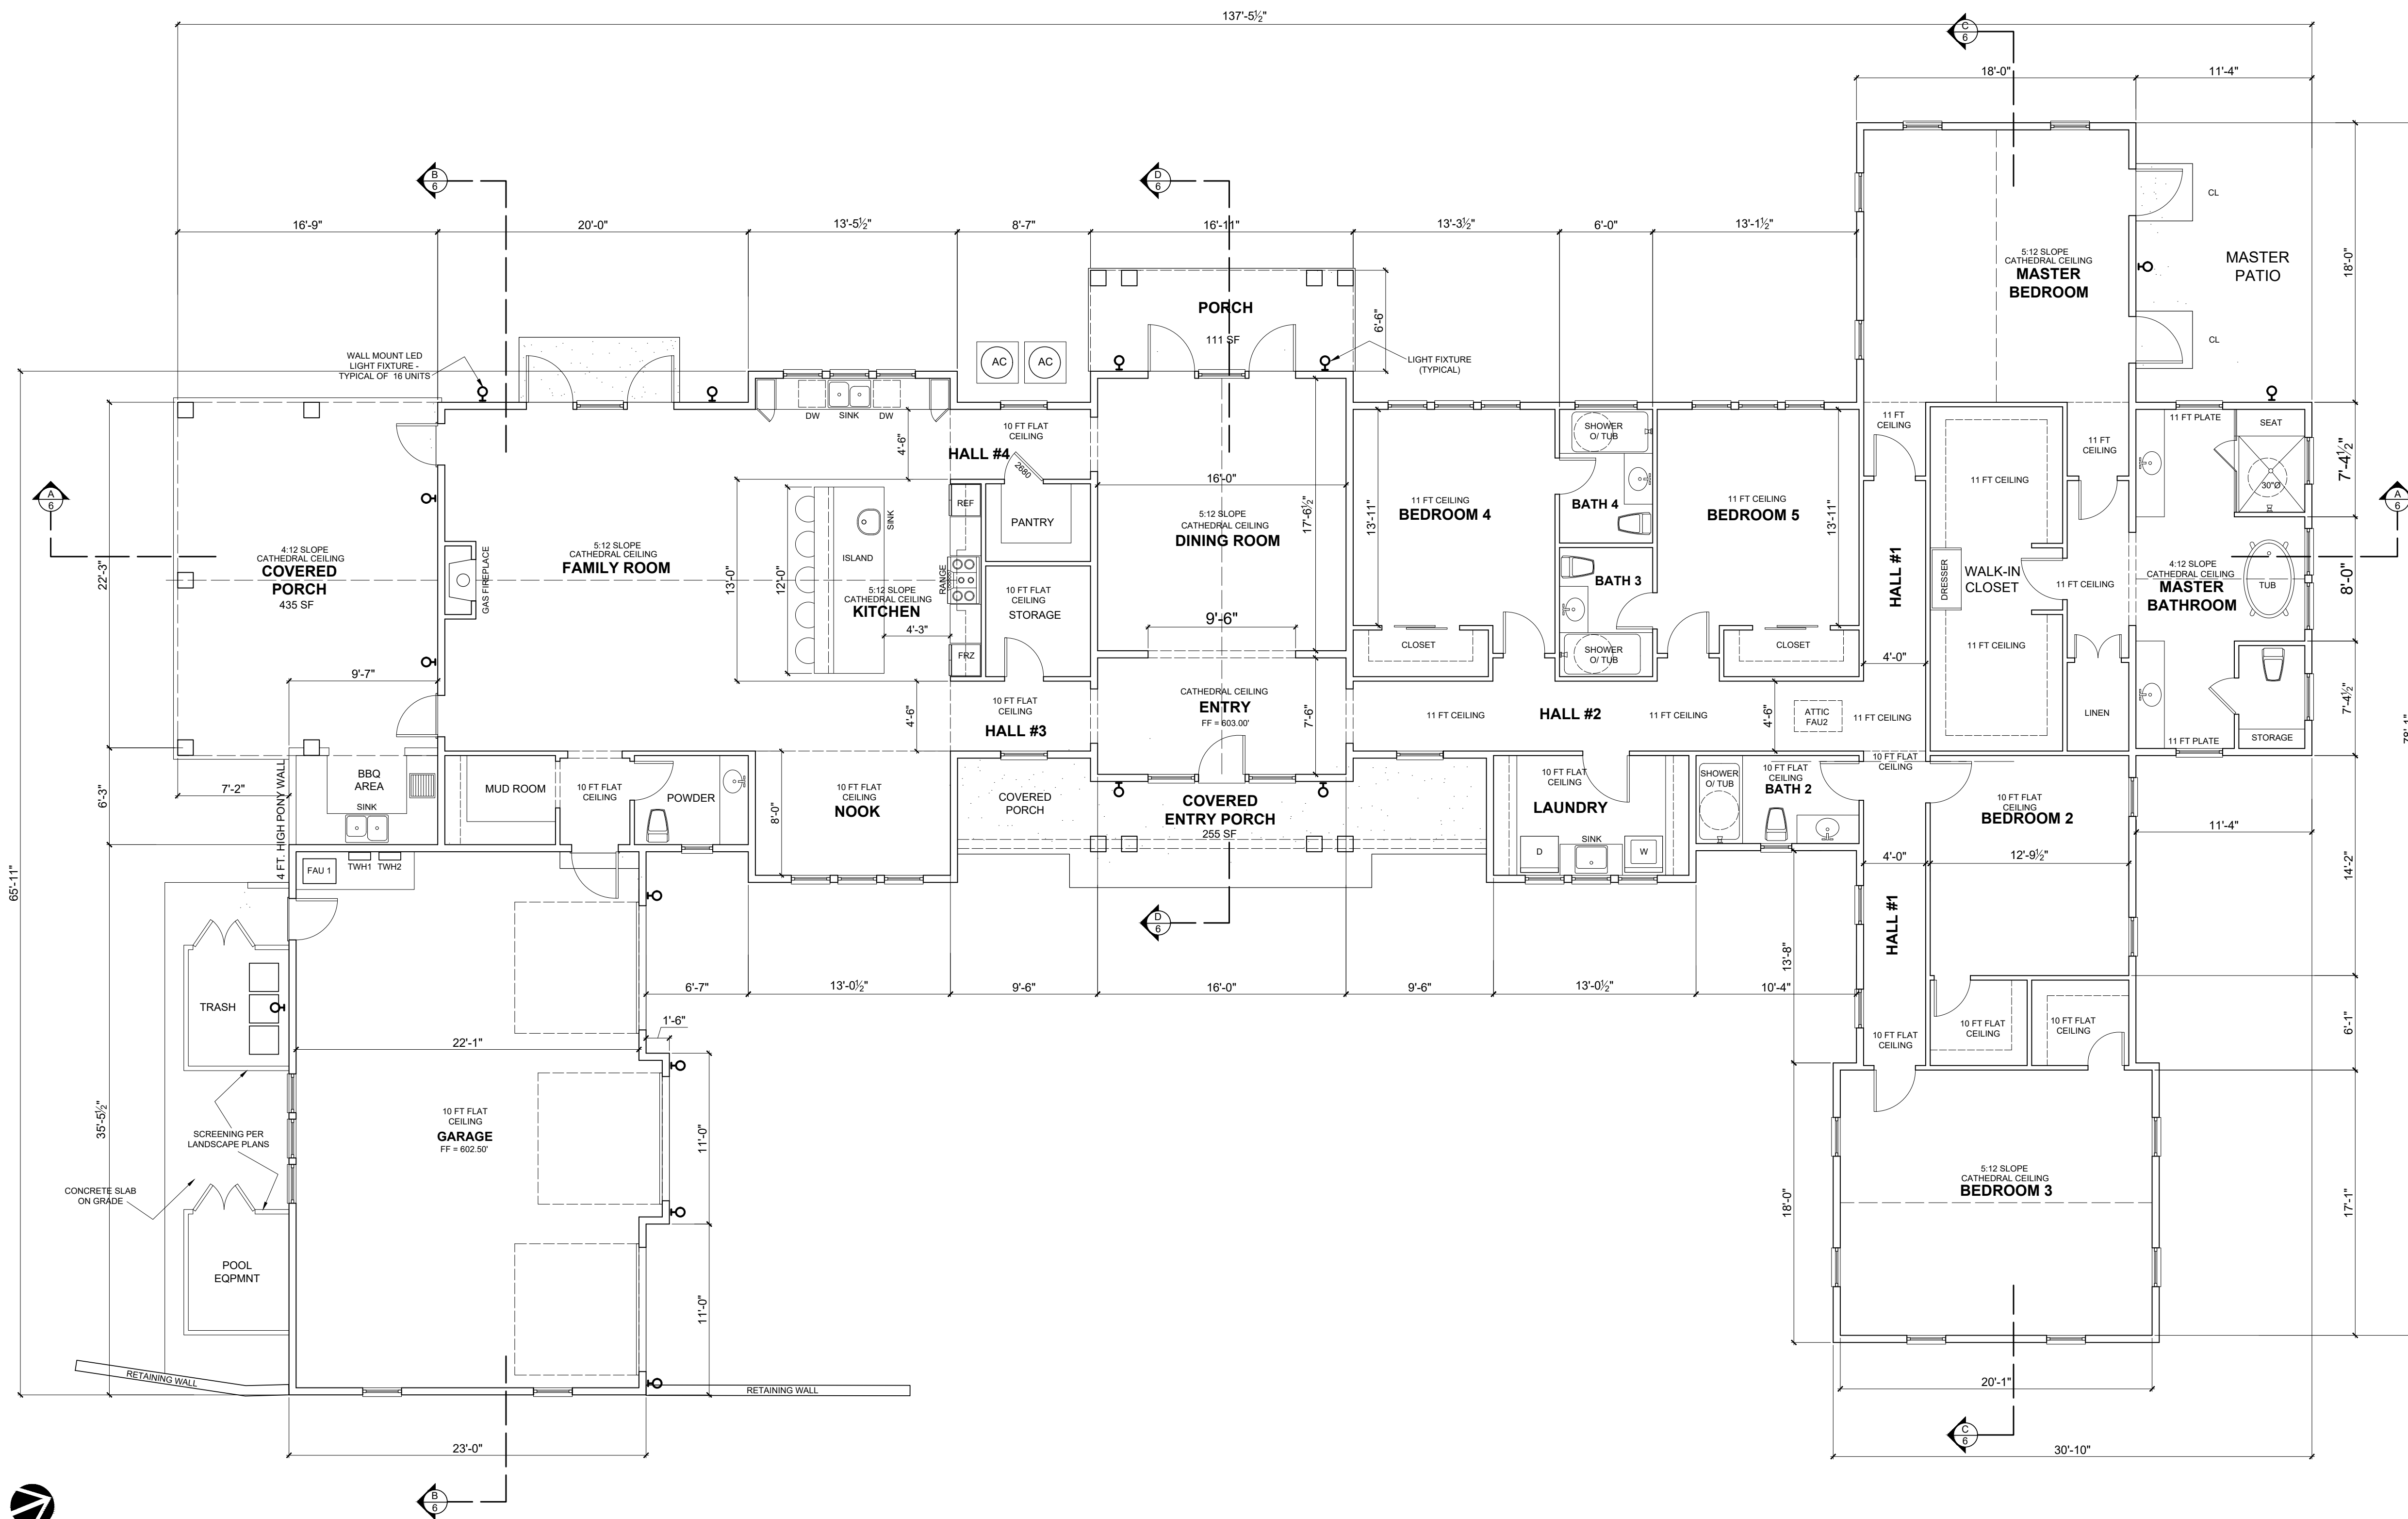 137'-5½"
C
6
18'-0"
11'-4"
B
6
D
6
16'-9"
20'-0"
13'-5½"
8'-7"
16'-11"
13'-3½"
6'-0"
13'-1½"
CL
5:12 SLOPE
CATHEDRAL CEILING
MASTER
BEDROOM
MASTER
PATIO
18'-0"
PORCH
111 SF
6'-6"
CL
WALL MOUNT LED
LIGHT FIXTURE -
TYPICAL OF 16 UNITS
AC
AC
LIGHT FIXTURE
(TYPICAL)
DW
SINK
DW
4'-6"
10 FT FLAT
CEILING
HALL #4
2680
SHOWER
O/ TUB
11 FT
CEILING
11 FT
CEILING
11 FT PLATE
SEAT
7'-4½"
30"Ø
A
6
A
6
16'-0"
17'-6½"
5:12 SLOPE
CATHEDRAL CEILING
DINING ROOM
REF
PANTRY
SINK
ISLAND
RANGE
13'-0"
12'-0"
13'-11"
11 FT CEILING
BEDROOM 4
BATH 4
11 FT CEILING
BEDROOM 5
13'-11"
11 FT CEILING
4:12 SLOPE
CATHEDRAL CEILING
COVERED
PORCH
435 SF
22'-3"
GAS FIREPLACE
5:12 SLOPE
CATHEDRAL CEILING
FAMILY ROOM
5:12 SLOPE
CATHEDRAL CEILING
KITCHEN
4'-3"
FRZ
10 FT FLAT
CEILING
STORAGE
9'-6"
BATH 3
SHOWER
O/ TUB
CLOSET
CLOSET
HALL #1
4'-0"
DRESSER
WALK-IN
CLOSET
11 FT CEILING
11 FT CEILING
4:12 SLOPE
CATHEDRAL CEILING
MASTER
BATHROOM
TUB
8'-0"
9'-7"
4'-6"
10 FT FLAT
CEILING
HALL #3
CATHEDRAL CEILING
ENTRY
FF = 603.00'
7'-6"
11 FT CEILING
HALL #2
11 FT CEILING
4'-6"
ATTIC
FAU2
11 FT CEILING
LINEN
11 FT PLATE
STORAGE
7'-4½"
78'-1"
6'-3"
7'-2"
4 FT. HIGH PONY WALL
BBQ
AREA
SINK
MUD ROOM
10 FT FLAT
CEILING
POWDER
8'-0"
10 FT FLAT
CEILING
NOOK
COVERED
PORCH
COVERED
ENTRY PORCH
255 SF
10 FT FLAT
CEILING
LAUNDRY
SINK
D
W
SHOWER
O/ TUB
10 FT FLAT
CEILING
BATH 2
10 FT FLAT
CEILING
10 FT FLAT
CEILING
BEDROOM 2
11'-4"
65'-11"
FAU 1
TWH1
TWH2
4'-0"
12'-9½"
14'-2"
D
6
HALL #1
13'-8"
TRASH
6'-7"
13'-0½"
9'-6"
16'-0"
9'-6"
13'-0½"
10'-4"
1'-6"
22'-1"
10 FT FLAT
CEILING
10 FT FLAT
CEILING
10 FT FLAT
CEILING
6'-1"
35'-5½"
SCREENING PER
LANDSCAPE PLANS
10 FT FLAT
CEILING
GARAGE
FF = 602.50'
11'-0"
CONCRETE SLAB
ON GRADE
5:12 SLOPE
CATHEDRAL CEILING
BEDROOM 3
18'-0"
17'-1"
POOL
EQPMNT
11'-0"
RETAINING WALL
RETAINING WALL
20'-1"
C
6
23'-0"
30'-10"
B
6